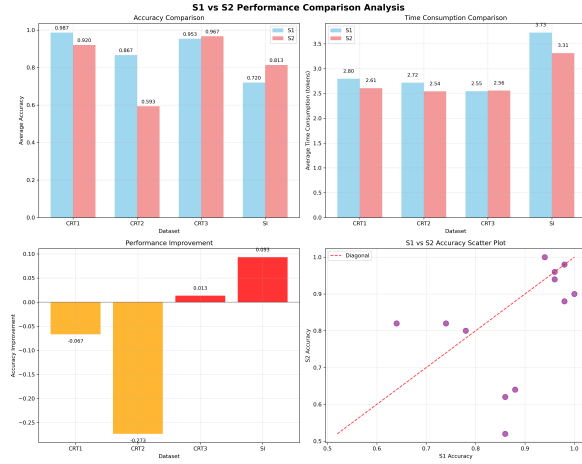 S1 vs S2 Performance Comparison Analysis
Accuracy Comparison
0.987
0.920
0.867
0.593
0.953
0.967
0.720
0.813
S1
S2
1.0
0.8
0.6
0.4
0.2
0.0
Average Accuracy
CRT1
CRT2
CRT3
SI
Dataset
Time Consumption Comparison
2.80
2.61
2.72
2.54
2.55
2.56
3.73
3.31
S1
S2
3.5
3.0
2.5
2.0
1.5
1.0
0.5
0.0
Average Time Consumption (tokens)
CRT1
CRT2
CRT3
SI
Dataset
Performance Improvement
-0.067
-0.273
0.013
0.093
0.10
0.05
0.00
−0.05
−0.10
−0.15
−0.20
−0.25
Accuracy Improvement
CRT1
CRT2
CRT3
SI
Dataset
S1 vs S2 Accuracy Scatter Plot
Diagonal
1.0
0.9
0.8
0.7
0.6
0.5
S2 Accuracy
0.5
0.6
0.7
0.8
0.9
1.0
S1 Accuracy